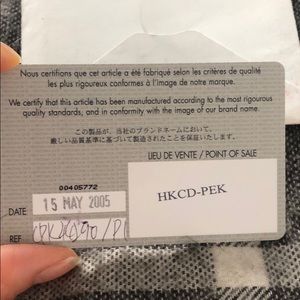 Nous certifions que cet article a été fabriqué selon les critères de qualité
les plus rigoureux conformes à l'image de notre marque.
We certify that this article has been manufactured according to the most rigorous
quality standards; and in conformity with the image of our brand name.
この製品が、当社のブランドネームにおいて、
厳しい品質基準に基づいて製造されたことを保証いたします。
LIEU DE VENTE / POINT OF SALE
00405772
HKCD-PEK
DATE 15 MAY 2005
REF